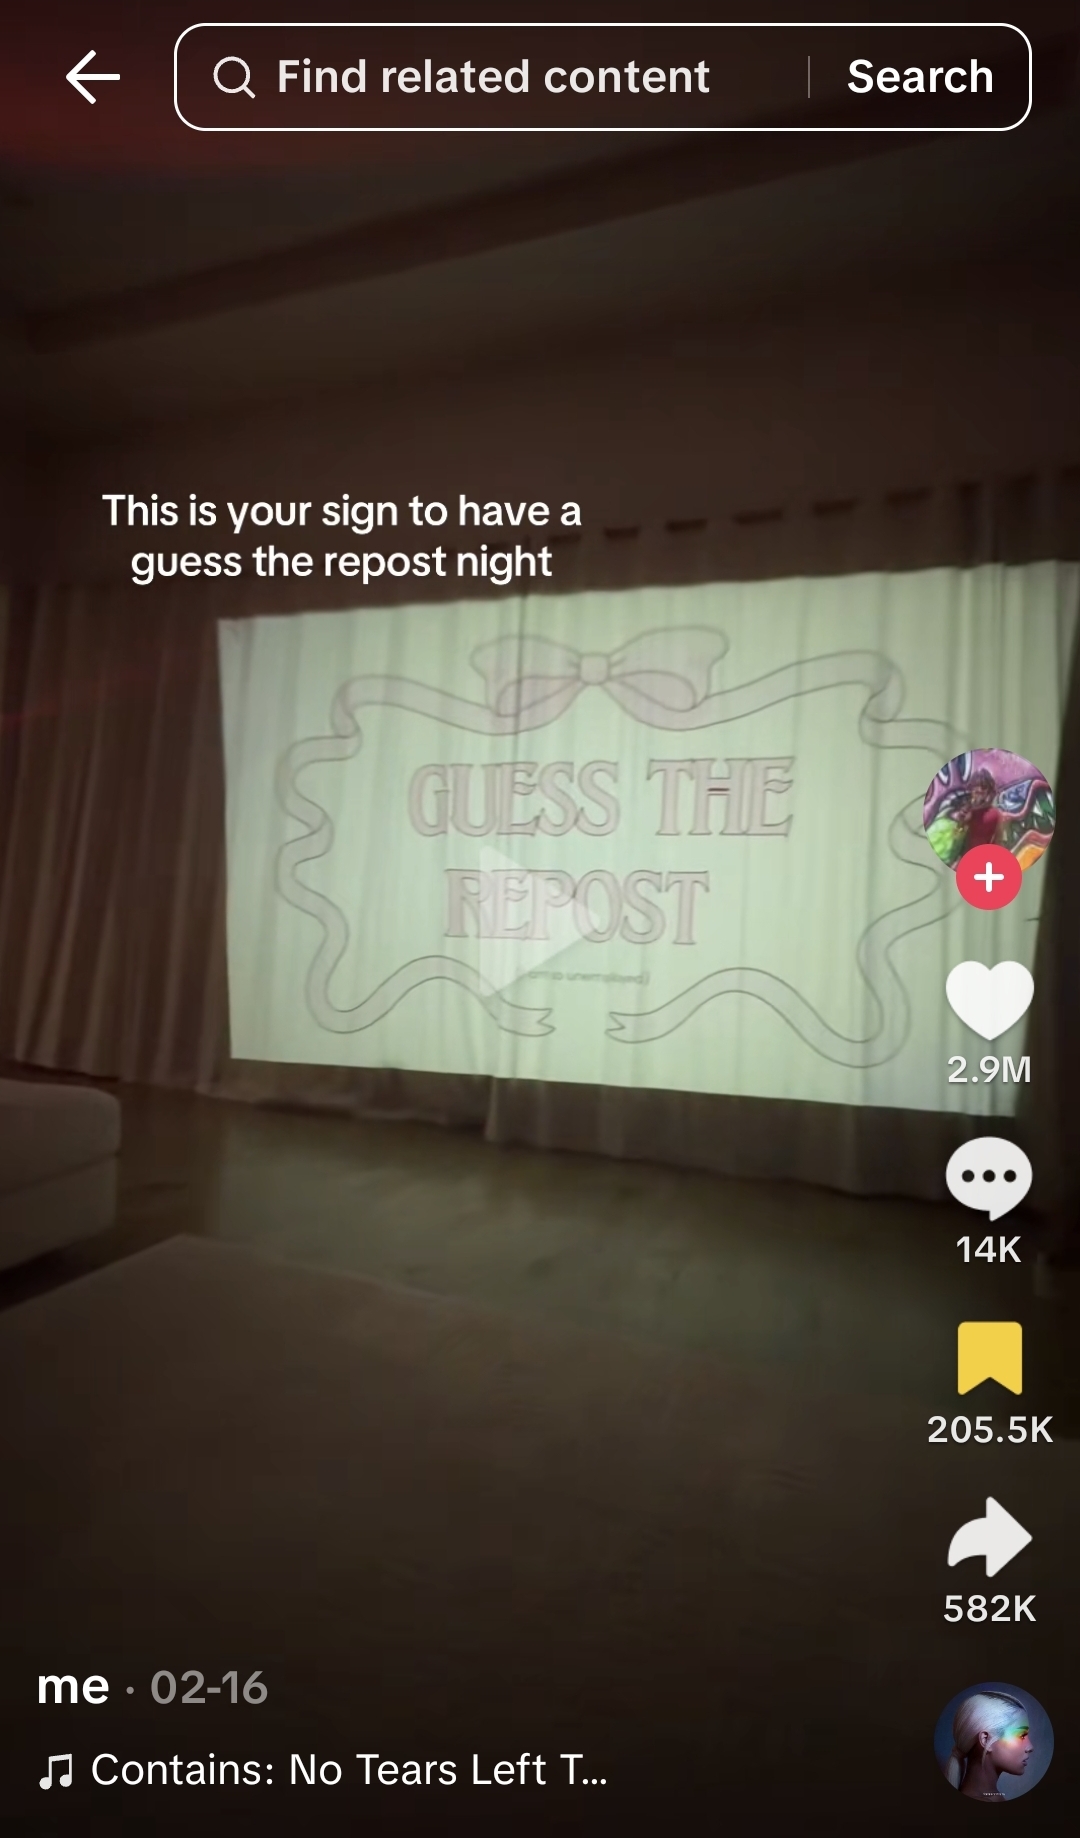 Find related content
Search
This is your sign to have a
guess the repost night
GUESS THE
REPOST
2.9M
14K
205.5K
582K
me · 02-16
Contains: No Tears Left T...